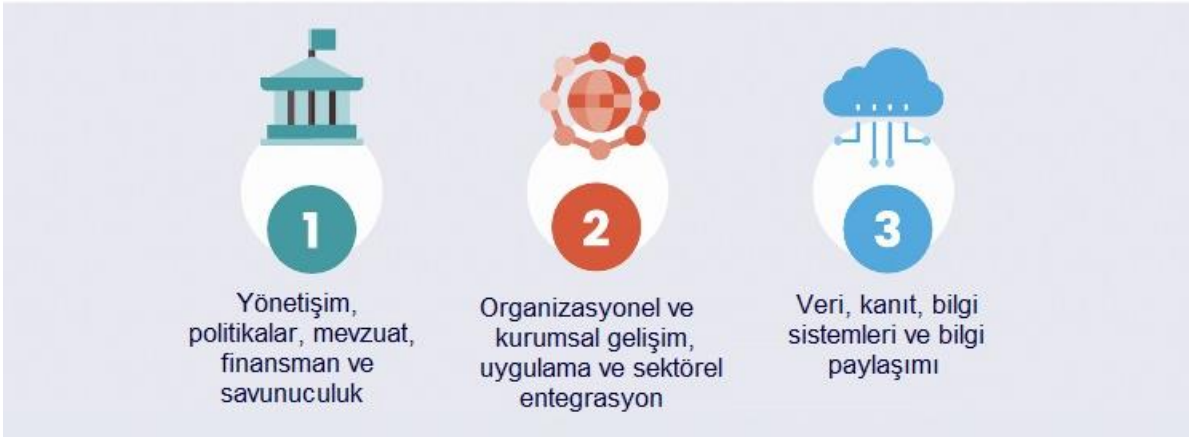 1
Yönetişim,
politikalar, mevzuat,
finansman ve
savunuculuk
2
Organizasyonel ve
kurumsal gelişim,
uygulama ve sektörel
entegrasyon
3
Veri, kanıt, bilgi
sistemleri ve bilgi
paylaşımı